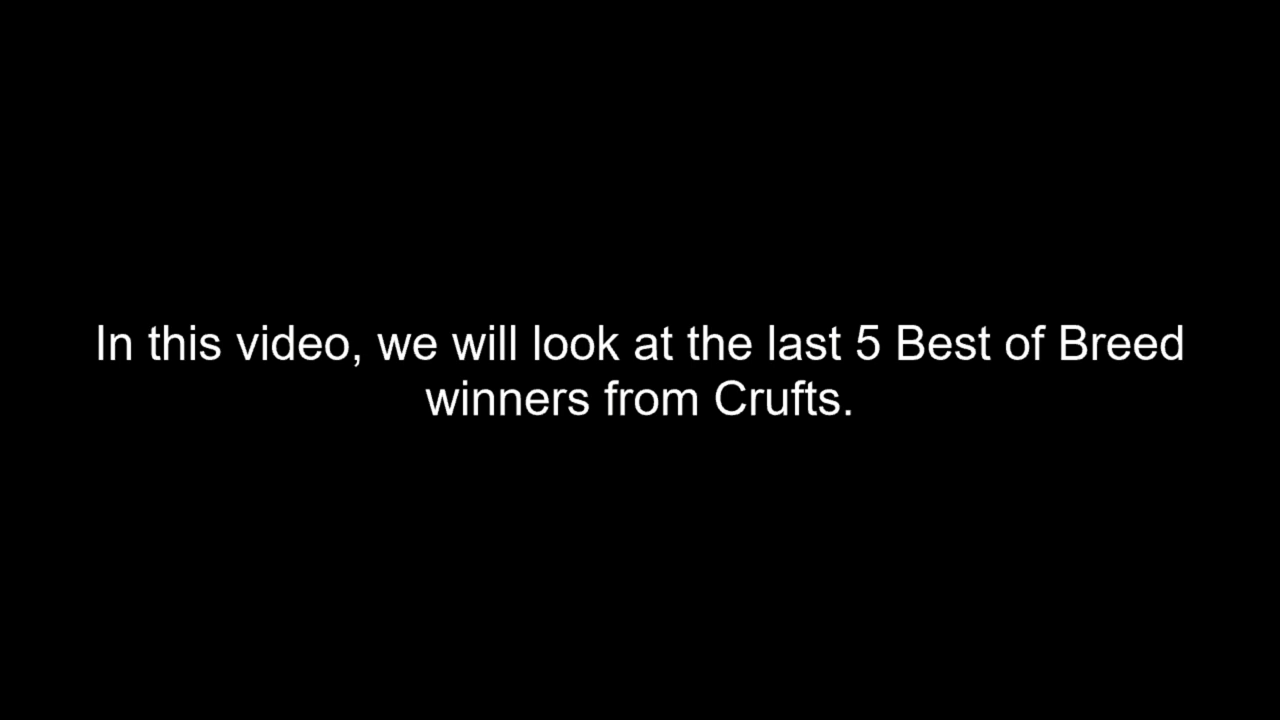 In this video, we will look at the last 5 Best of Breed
winners from Crufts.